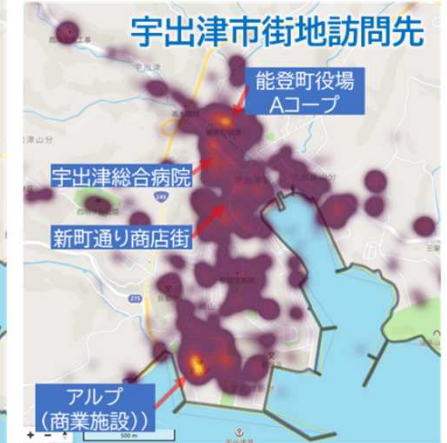 宇出津市街地訪問先
能登町役場
Aコープ
宇出津総合病院
新町通り商店街
アルプ
（商業施設））
500 m